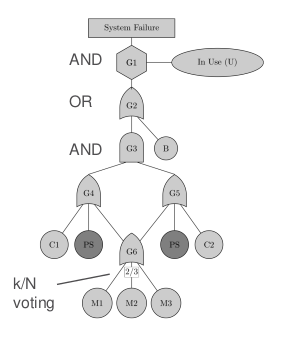 System Failure
AND
G1
In Use (U)
OR
G2
AND
G3
B
G4
G5
C1
PS
G6
PS
C2
2/3
k/N
voting
M1
M2
M3